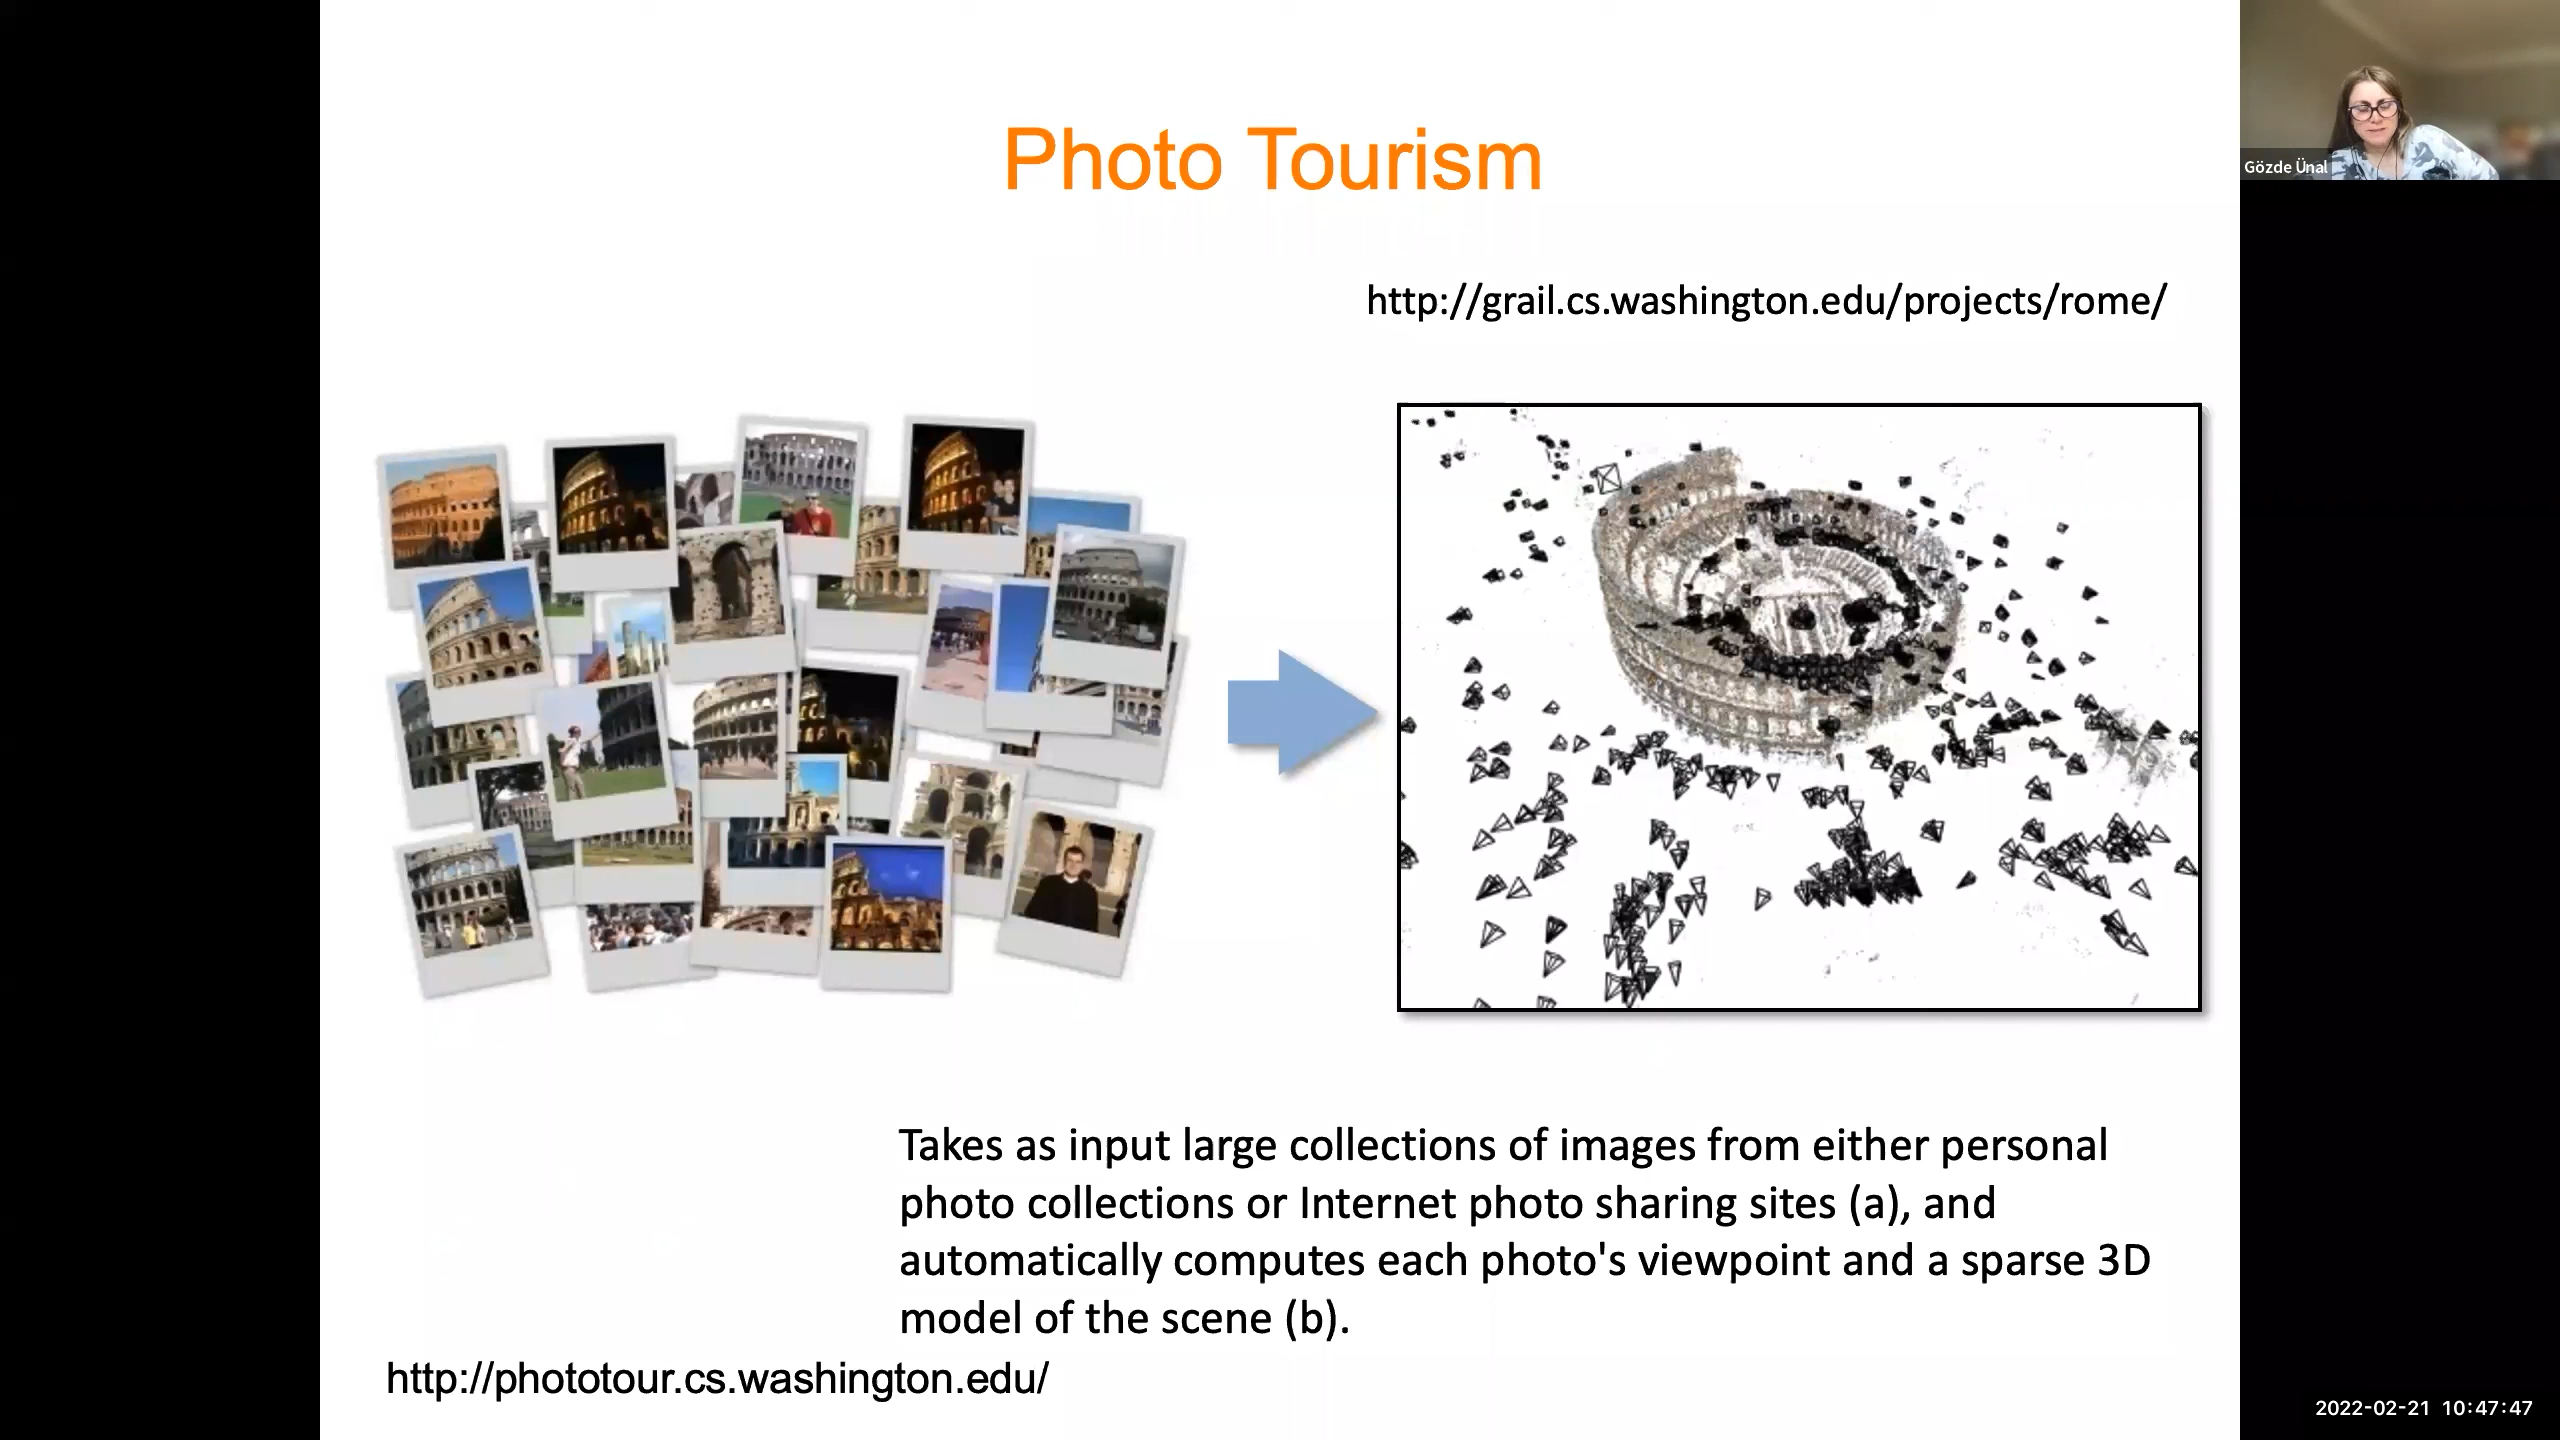 Photo Tourism
Gözde Ünal
http://grail.cs.washington.edu/projects/rome/
Takes as input large collections of images from either personal
photo collections or Internet photo sharing sites (a), and
automatically computes each photo's viewpoint and a sparse 3D
model of the scene (b).
http://phototour.cs.washington.edu/
2022-02-21 10:47:47